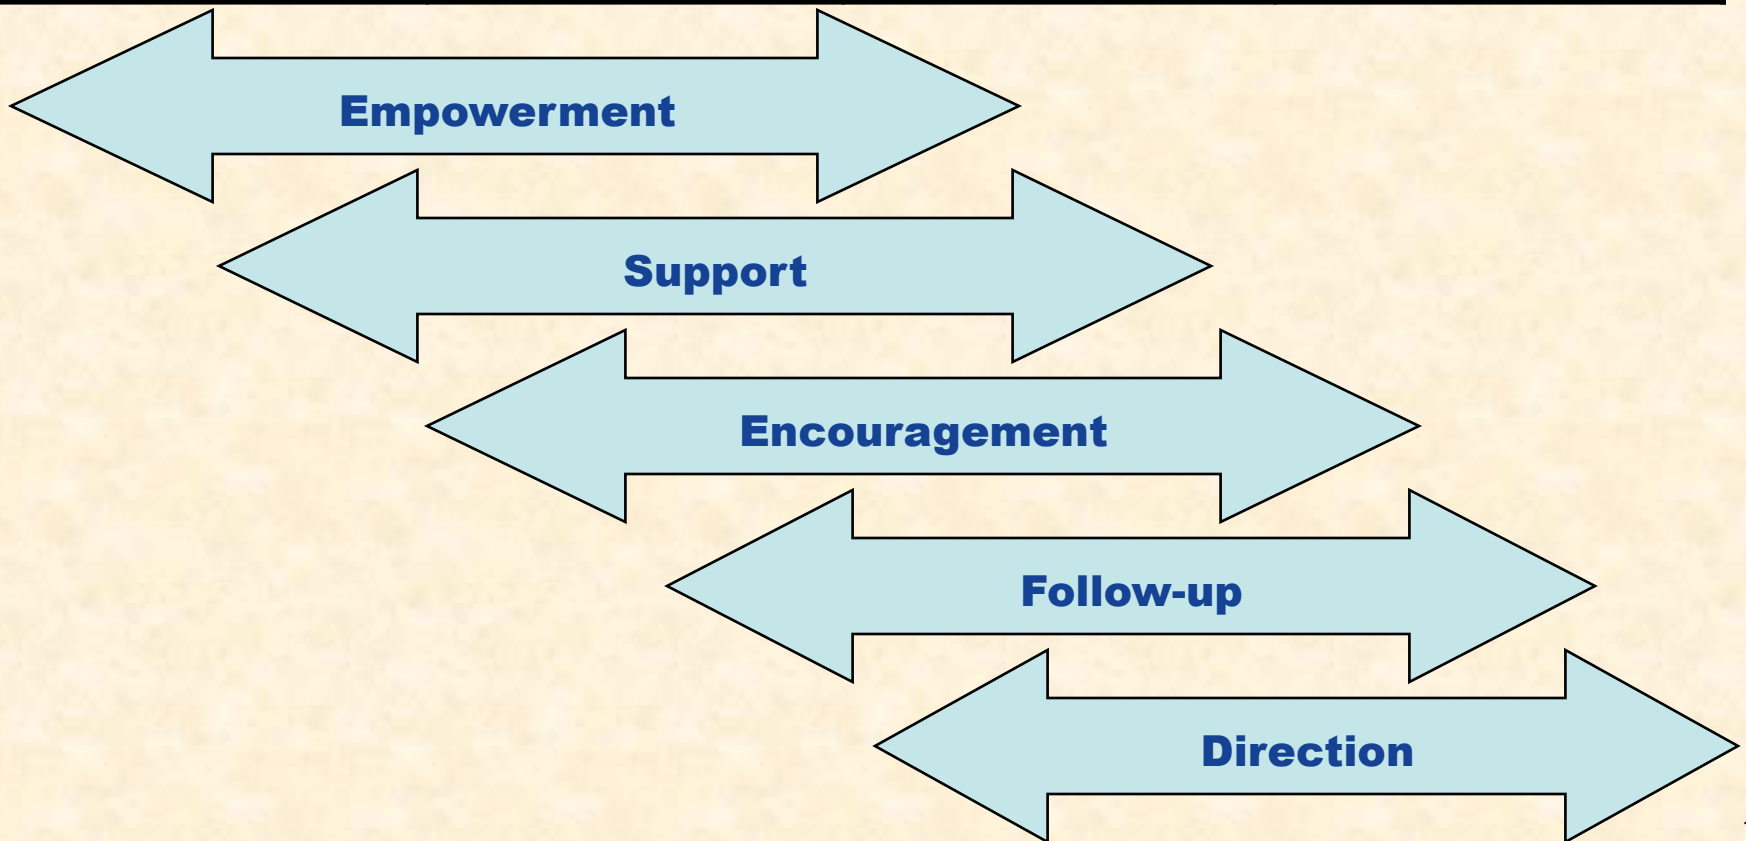 Empowerment
Support
Encouragement
Follow-up
Direction